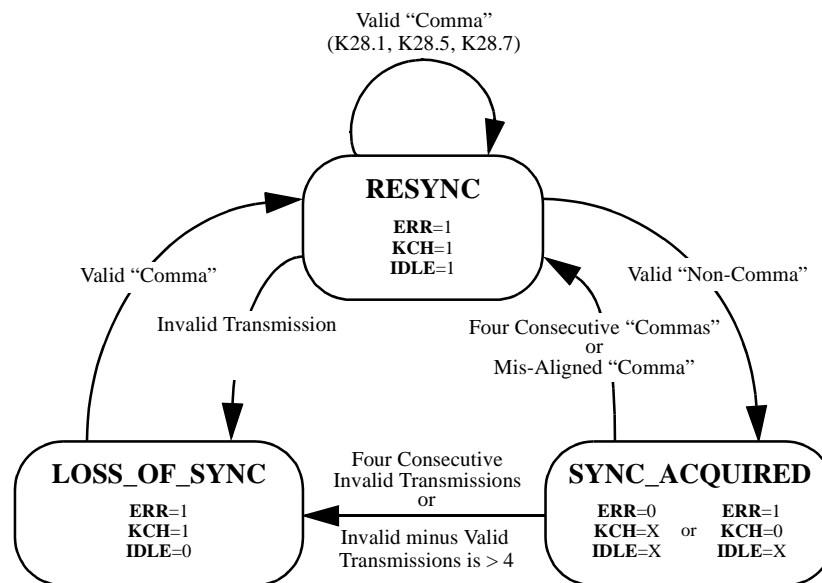 Valid “Comma”
(K28.1, K28.5, K28.7)
RESYNC
ERR=1
KCH=1
IDLE=1
Valid “Comma”
Invalid Transmission
Valid “Non-Comma”
Four Consecutive “Commas”
or
Mis-Aligned “Comma”
LOSS_OF_SYNC
ERR=1
KCH=1
IDLE=0
Four Consecutive
Invalid Transmissions
or
Invalid minus Valid
Transmissions is > 4
SYNC_ACQUIRED
ERR=0 ERR=1
KCH=X or KCH=0
IDLE=X IDLE=X